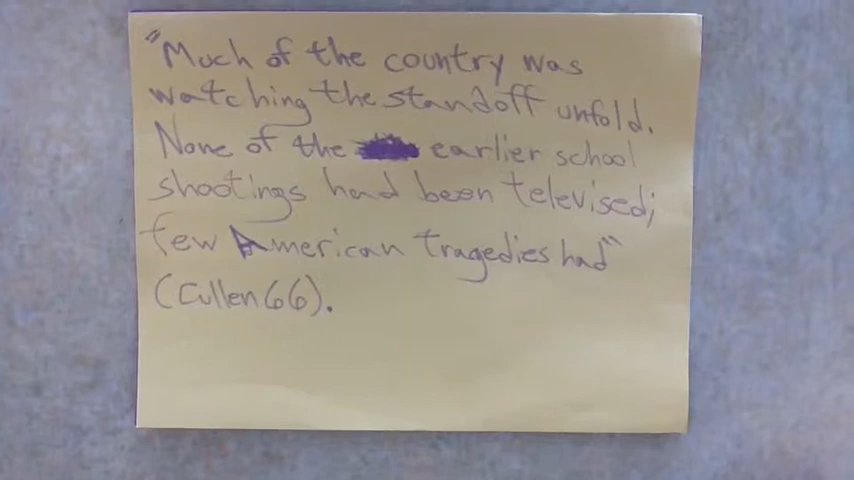 "Much of the country was
watching the standoff unfold.
None of the earlier school
shootings had been televised;
few American tragedies had"
(Cullen 66).